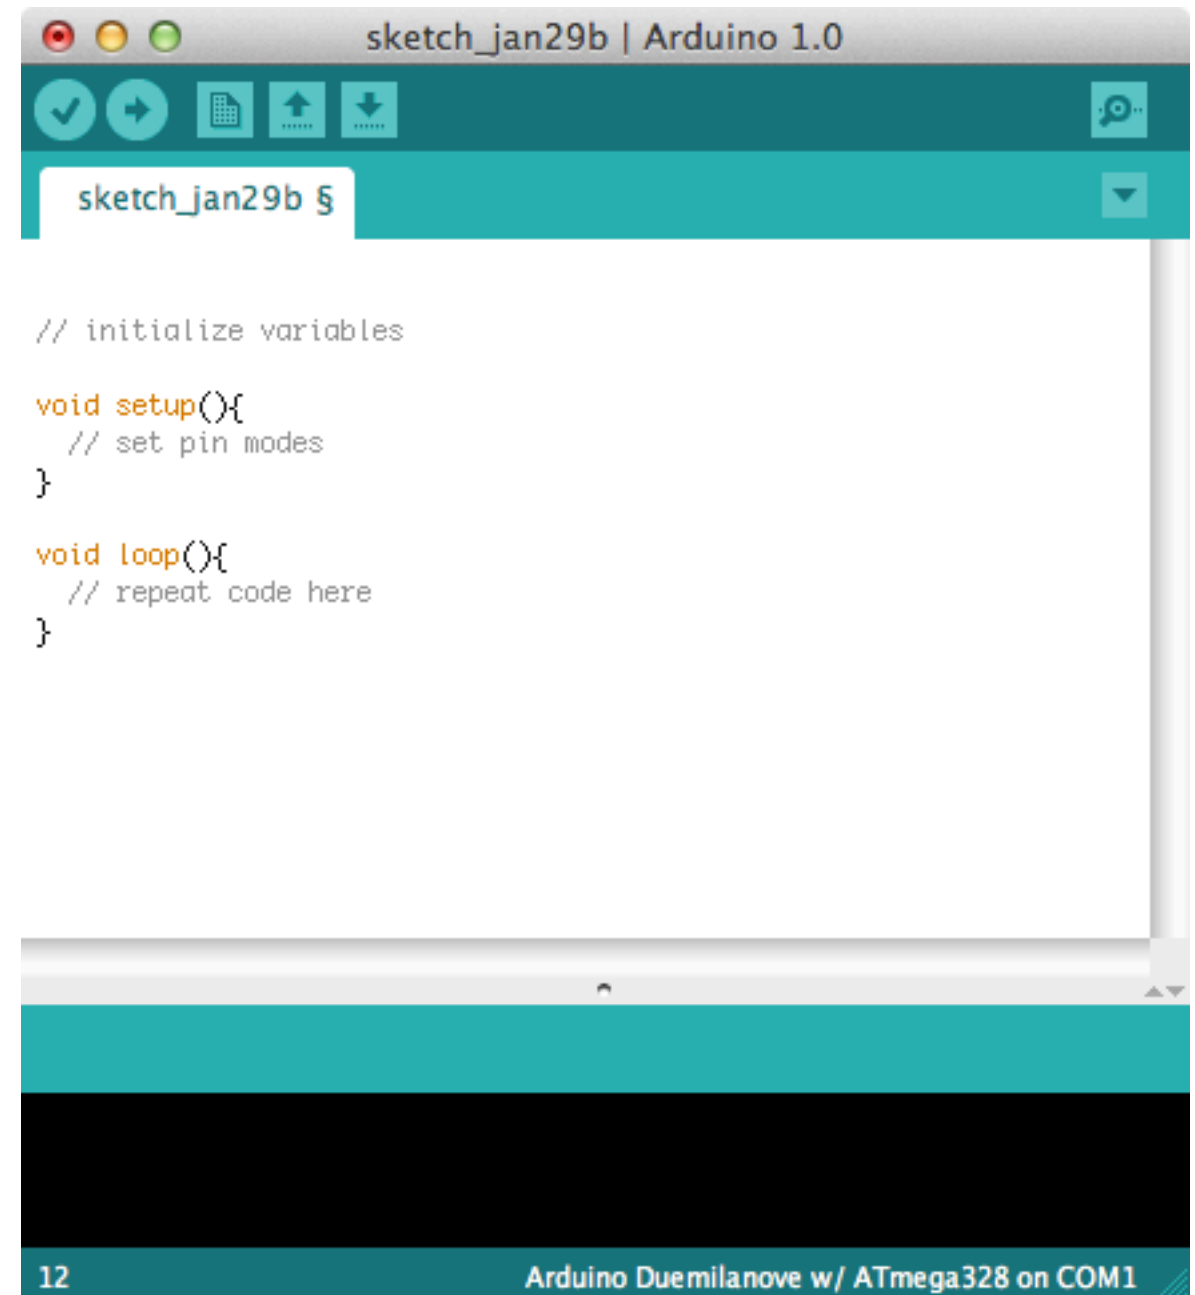 sketch_jan29b | Arduino 1.0
sketch_jan29b §
// initialize variables
void setup(){
// set pin modes
}
void loop(){
// repeat code here
}
12
Arduino Duemilanove w/ ATmega328 on COM1